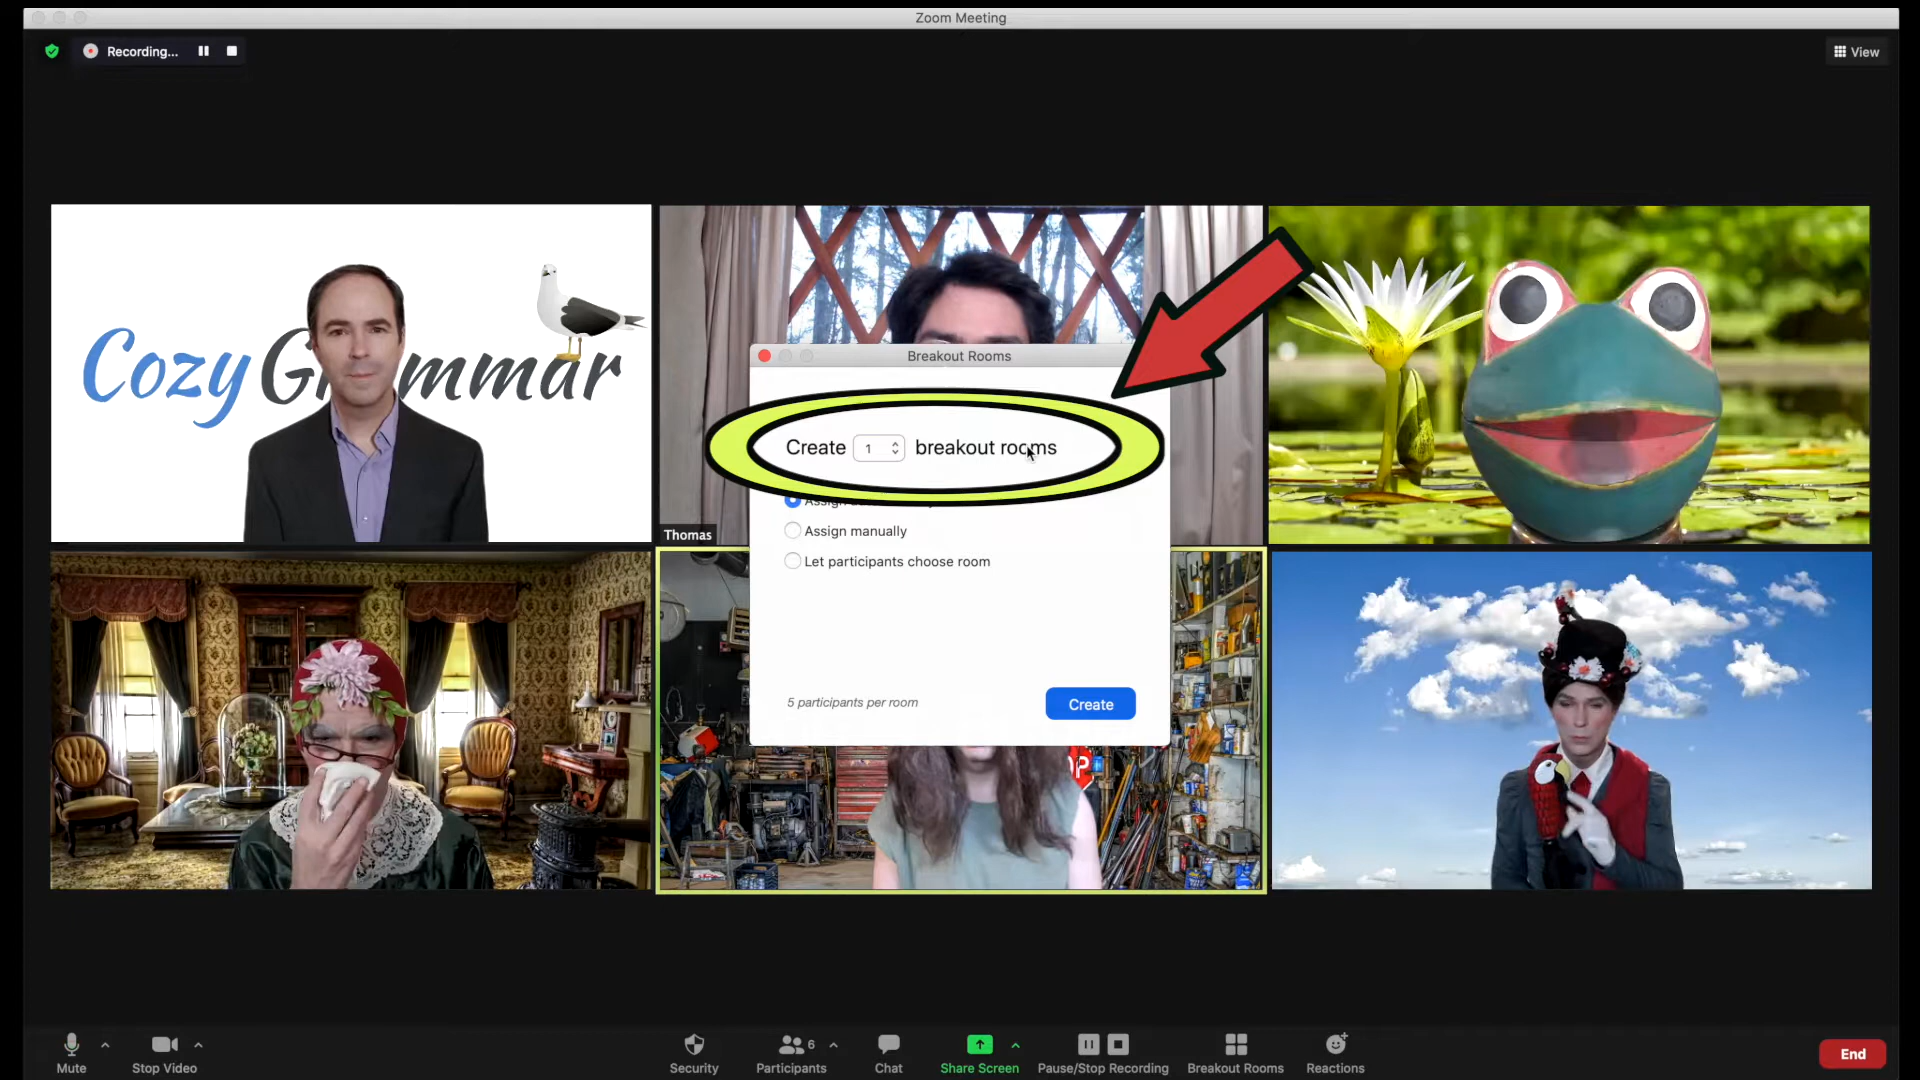 Zoom Meeting
Recording...
View
Cozy Grammar
Breakout Rooms
Create 1 breakout rooms
Assign manually
Let participants choose room
5 participants per room
Create
Thomas
Mute
Stop Video
Security
6
Participants
Chat
Share Screen
Pause/Stop Recording
Breakout Rooms
Reactions
End